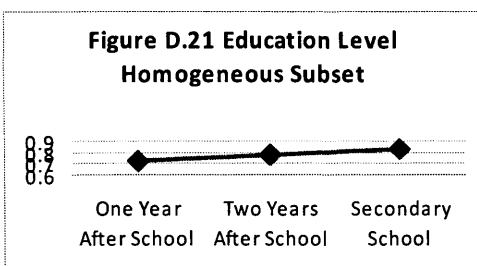 Figure D.21 Education Level
Homogeneous Subset
0.9
0.8
0.7
0.6
One Year
After School
Two Years
After School
Secondary
School